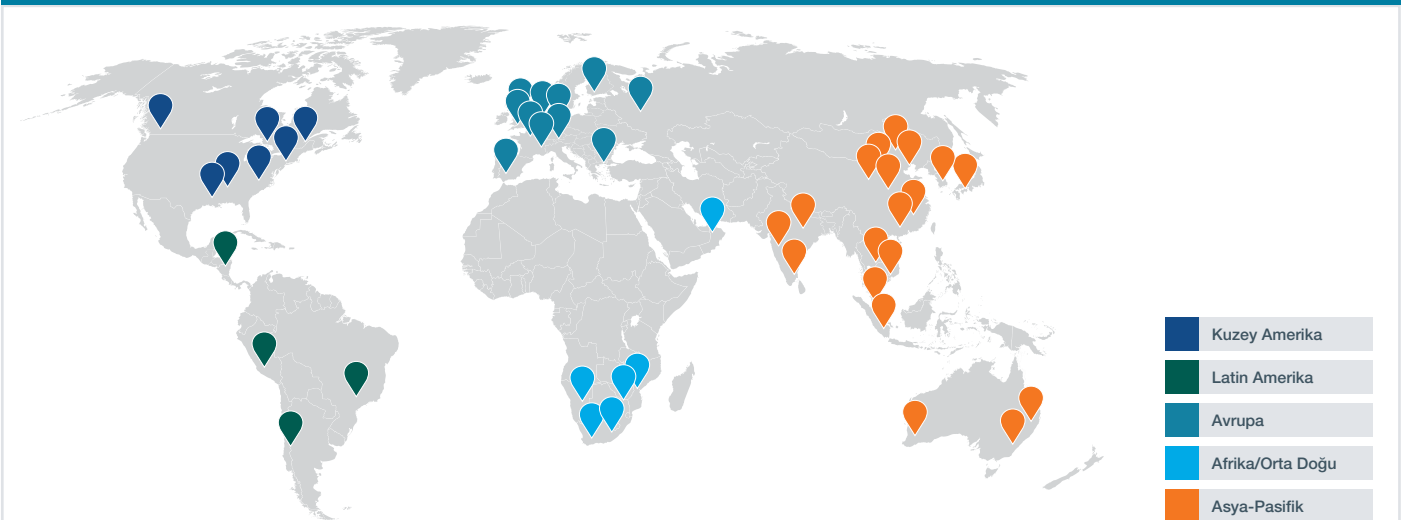 Kuzey Amerika
Latin Amerika
Avrupa
Afrika/Orta Doğu
Asya-Pasifik